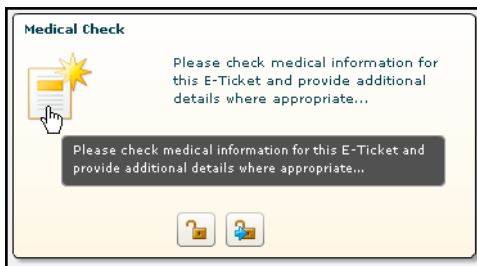 Medical Check
Please check medical information for
this E-Ticket and provide additional
details where appropriate...
Please check medical information for this E-Ticket and
provide additional details where appropriate...